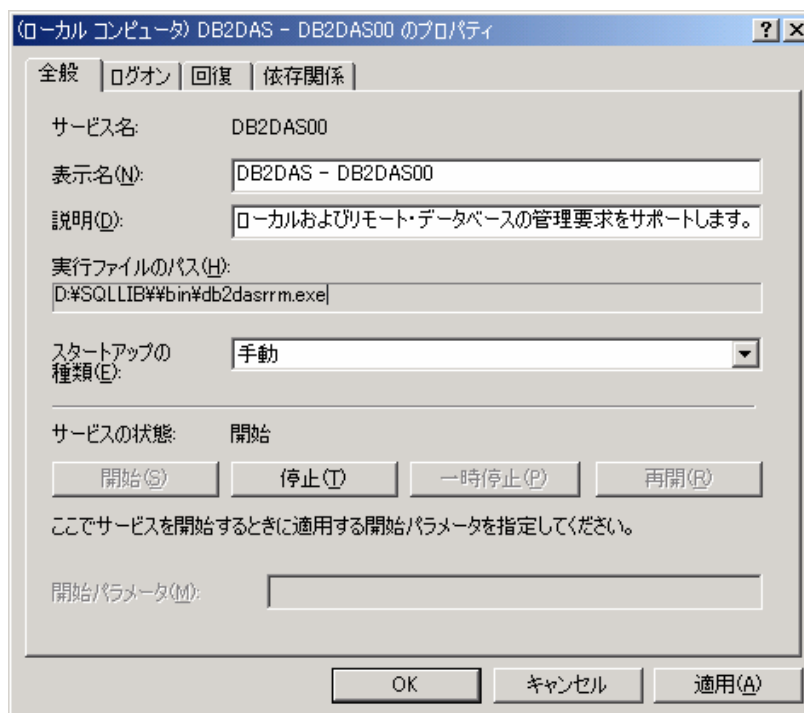 (ローカル コンピュータ) DB2DAS - DB2DAS00 のプロパティ
全般 ログオン 回復 依存関係
サービス名: DB2DAS00
表示名(N): DB2DAS - DB2DAS00
説明(D): ローカルおよびリモート・データベースの管理要求をサポートします。
実行ファイルのパス(H):
D:¥SQLLIB¥¥bin¥db2dasrrm.exe
スタートアップの
種類(E): 手動
サービスの状態: 開始
開始(S) 停止(T) 一時停止(P) 再開(R)
ここでサービスを開始するときに適用する開始パラメータを指定してください。
開始パラメータ(M):
OK キャンセル 適用(A)